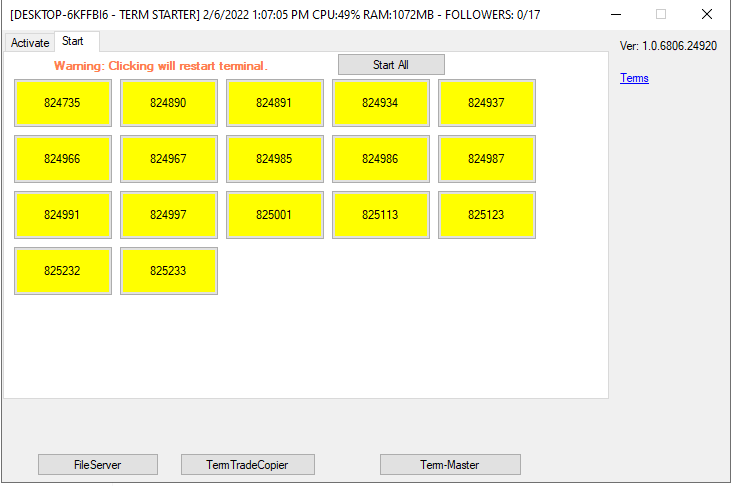 [DESKTOP-6KFFBI6 - TERM STARTER] 2/6/2022 1:07:05 PM CPU:49% RAM:1072MB - FOLLOWERS: 0/17
Activate Start
Ver: 1.0.6806.24920
Warning: Clicking will restart terminal. Start All
Terms
824735 824890 824891 824934 824937
824966 824967 824985 824986 824987
824991 824997 825001 825113 825123
825232 825233
FileServer TermTradeCopier Term-Master